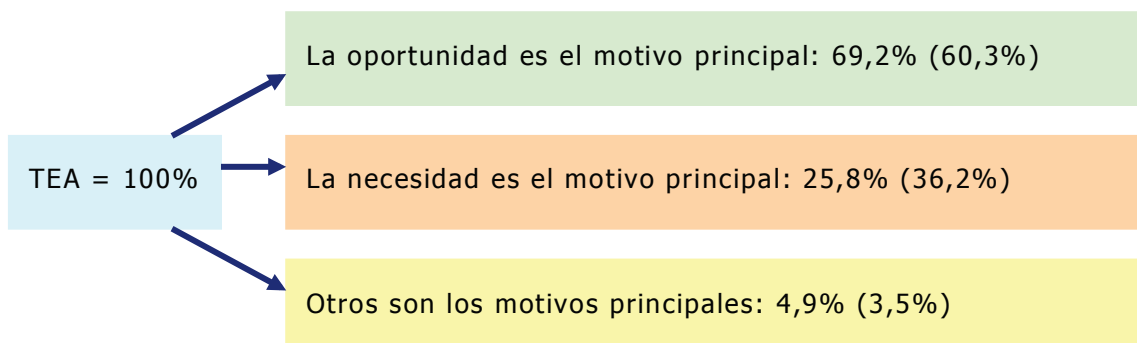 La oportunidad es el motivo principal: 69,2% (60,3%)
TEA = 100%
La necesidad es el motivo principal: 25,8% (36,2%)
Otros son los motivos principales: 4,9% (3,5%)